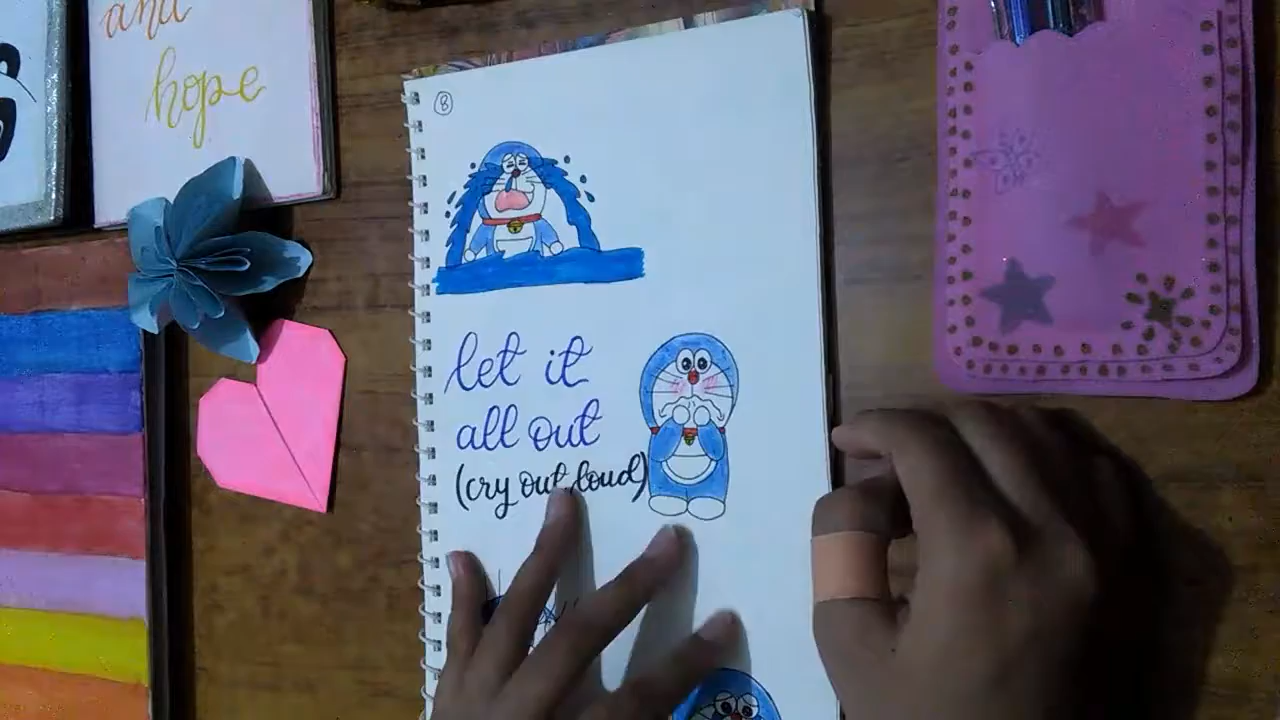 and
hope
8
let it
all out
(cry out loud)